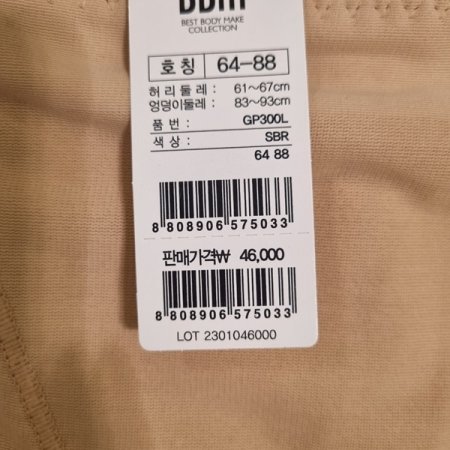 BEST BODY MAKE
COLLECTION
호칭 64-88
허리둘레 : 61~67cm
엉덩이둘레 : 83~93cm
품번 : GP300L
색상 : SBR
64 88
8 808906 575033
판매가격₩ 46,000
8 808906 575033
LOT 2301046000